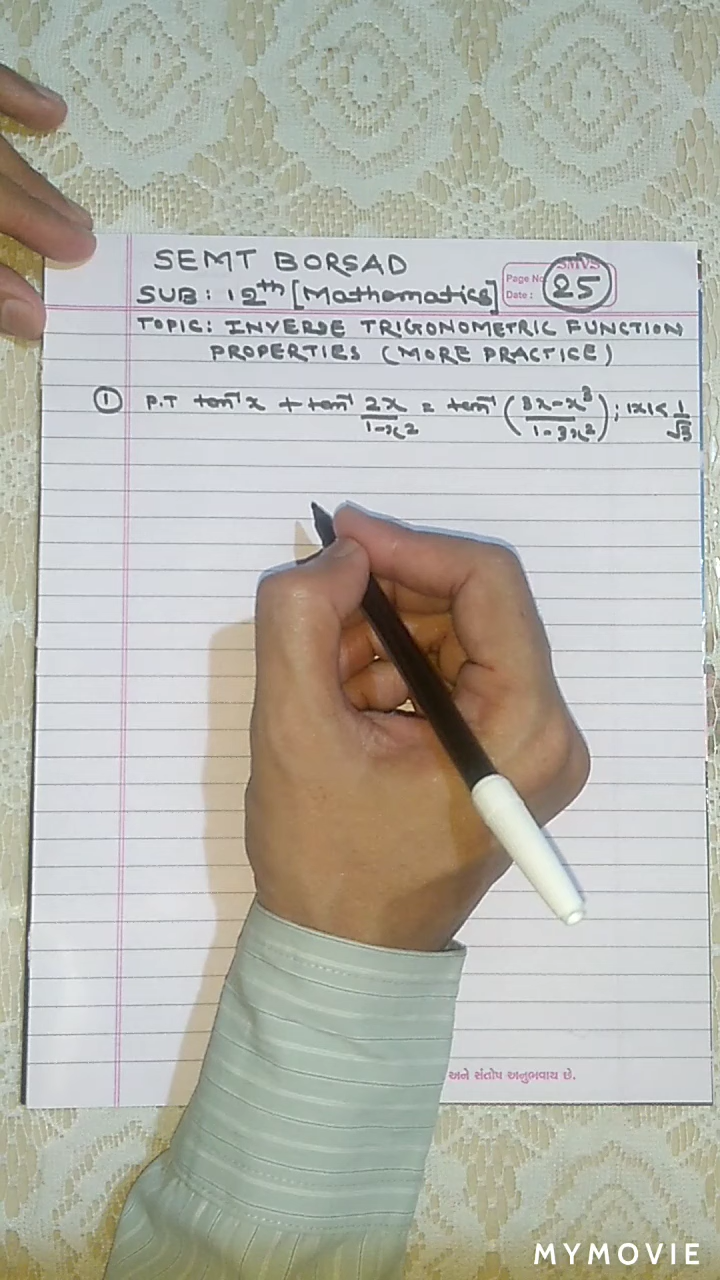 SEMT BORSAD
SMVS
SUB: 12th [Mathematics]
Page No
Date:
25
TOPIC: INVERSE TRIGONOMETRIC FUNCTION
PROPERTIES (MORE PRACTICE)
① P.T tan⁻¹x + tan⁻¹ 2x/1-x² = tan⁻¹ (3x-x³/1-3x²); |x|< 1/√3
અને સંતોષ અનુભવાય છે.
MYMOVIE